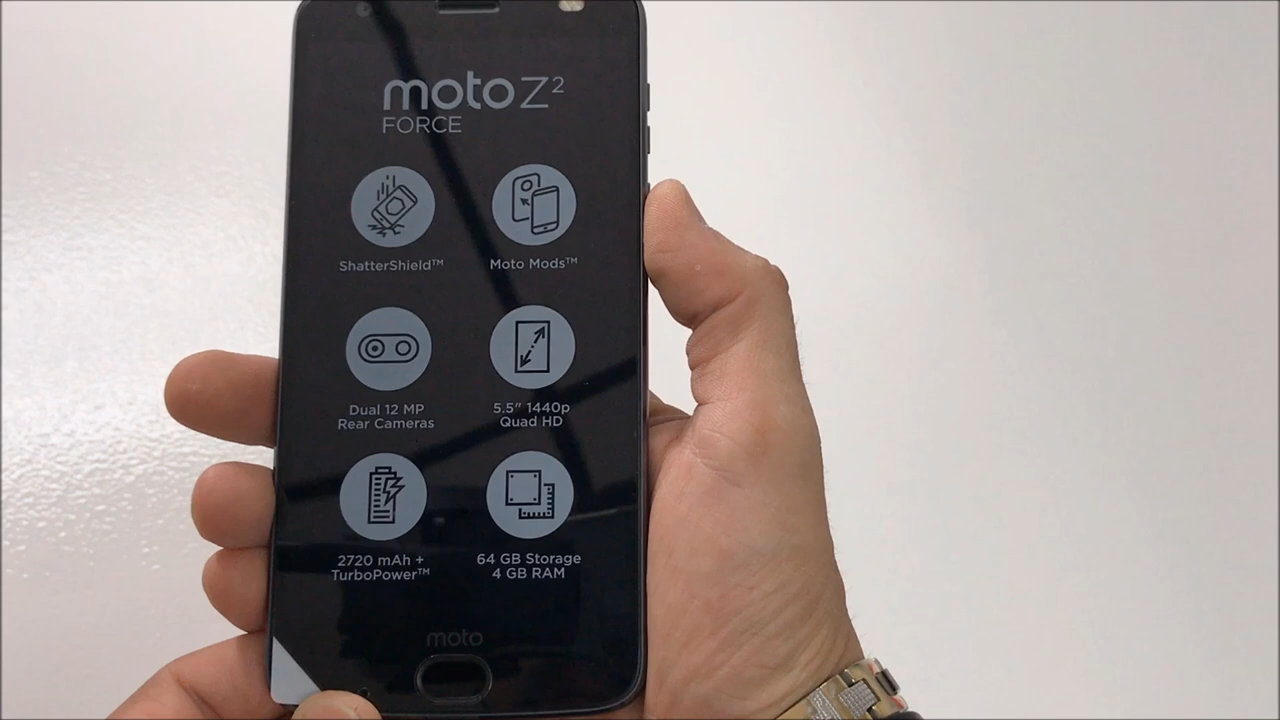 moto Z²
FORCE
ShatterShield™
Moto Mods™
Dual 12 MP
Rear Cameras
5.5" 1440p
Quad HD
2720 mAh +
TurboPower™
64 GB Storage
4 GB RAM
moto